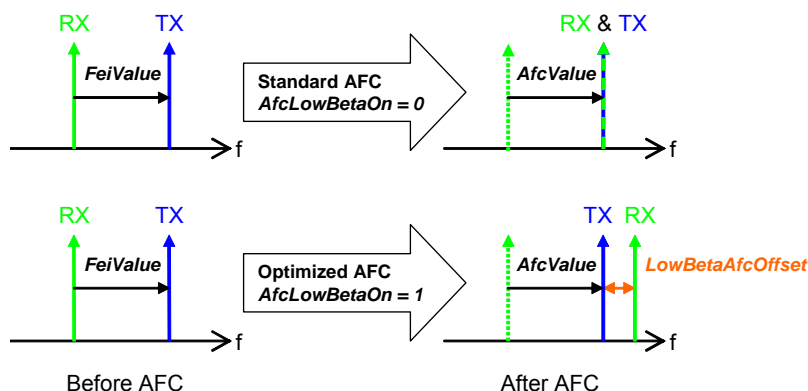 RX TX
FeiValue
f
Standard AFC
AfcLowBetaOn = 0
RX & TX
AfcValue
f
RX TX
FeiValue
f
Optimized AFC
AfcLowBetaOn = 1
TX RX
AfcValue
LowBetaAfcOffset
f
Before AFC
After AFC